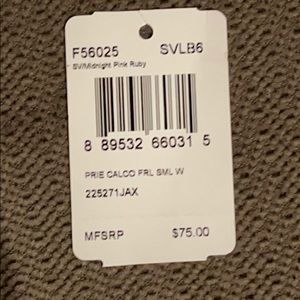 F56025 SVLB6
SV/Midnight Pink Ruby
8 89532 66031 5
PRIE CALCO FRL SML W
225271JAX
MFSRP $75.00